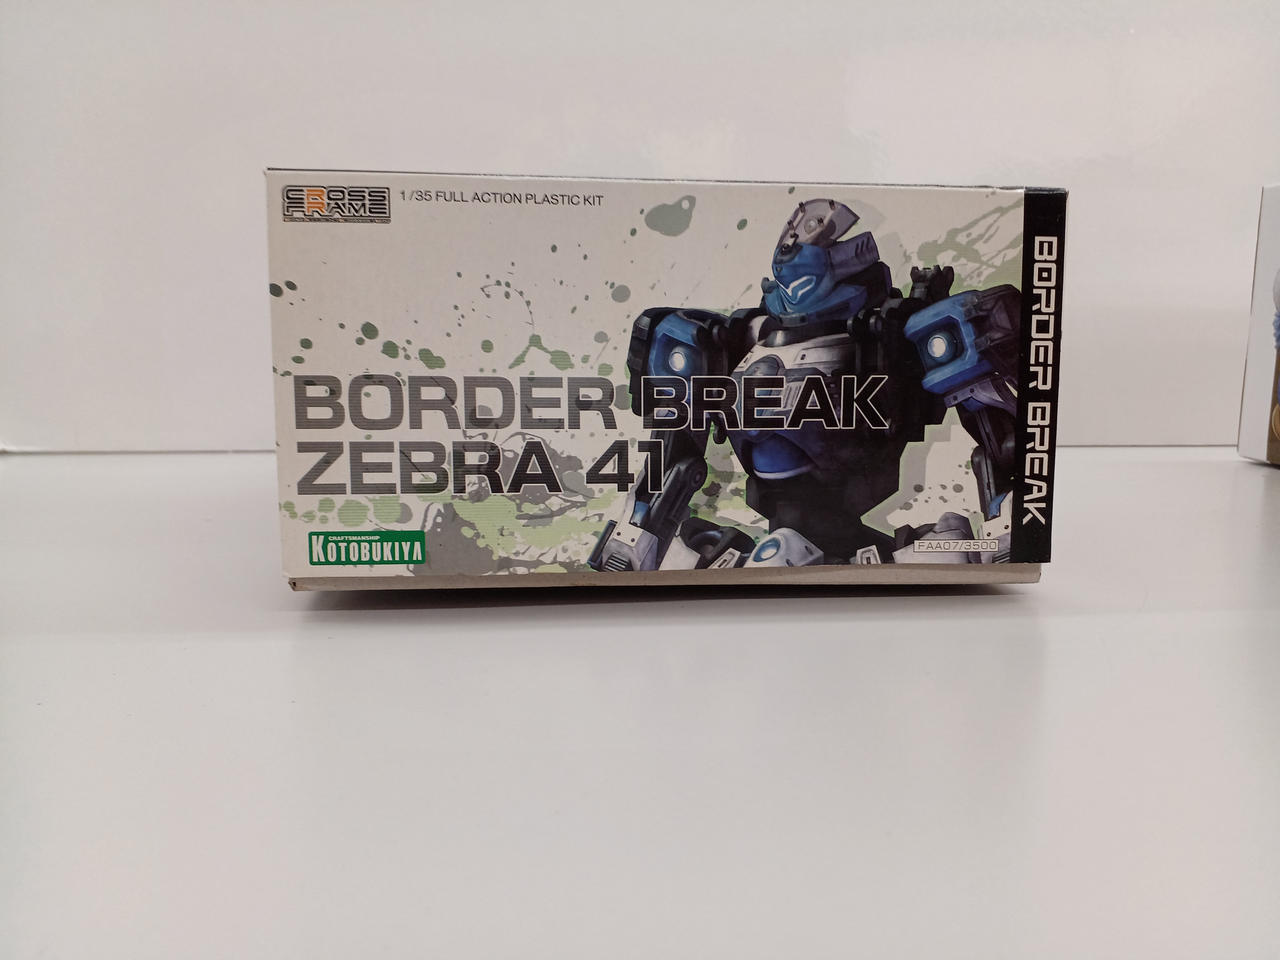 CROSS
FRAME
1/35 FULL ACTION PLASTIC KIT
BORDER BREAK
ZEBRA 41
CRAFTSMANSHIP
KOTOBUKIYA
FAA07/3500
BORDER BREAK